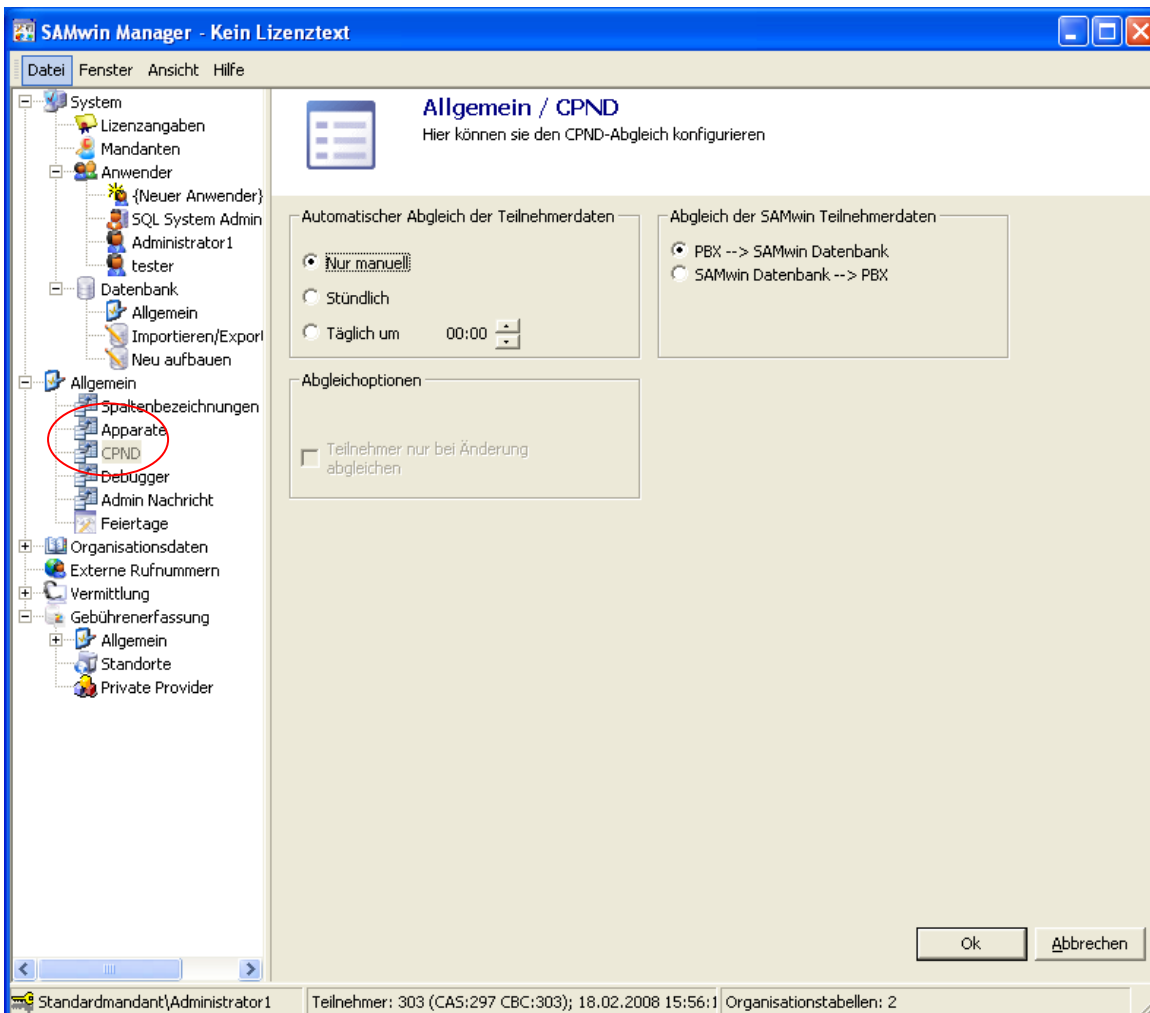 SAMwin Manager - Kein Lizenztext
Datei Fenster Ansicht Hilfe
System
Lizenzangaben
Mandanten
Anwender
{Neuer Anwender}
SQL System Admin
Administrator1
tester
Datenbank
Allgemein
Importieren/Export
Neu aufbauen
Allgemein
Spaltenbezeichnungen
Apparate
CPND
Debugger
Admin Nachricht
Feiertage
Organisationsdaten
Externe Rufnummern
Vermittlung
Gebührenerfassung
Allgemein
Standorte
Private Provider
Allgemein / CPND
Hier können sie den CPND-Abgleich konfigurieren
Automatischer Abgleich der Teilnehmerdaten
Nur manuell
Stündlich
Täglich um 00:00
Abgleich der SAMwin Teilnehmerdaten
PBX --> SAMwin Datenbank
SAMwin Datenbank --> PBX
Abgleichoptionen
Teilnehmer nur bei Änderung
abgleichen
Ok Abbrechen
Standardmandant\Administrator1 Teilnehmer: 303 (CAS:297 CBC:303); 18.02.2008 15:56:1 Organisationstabellen: 2